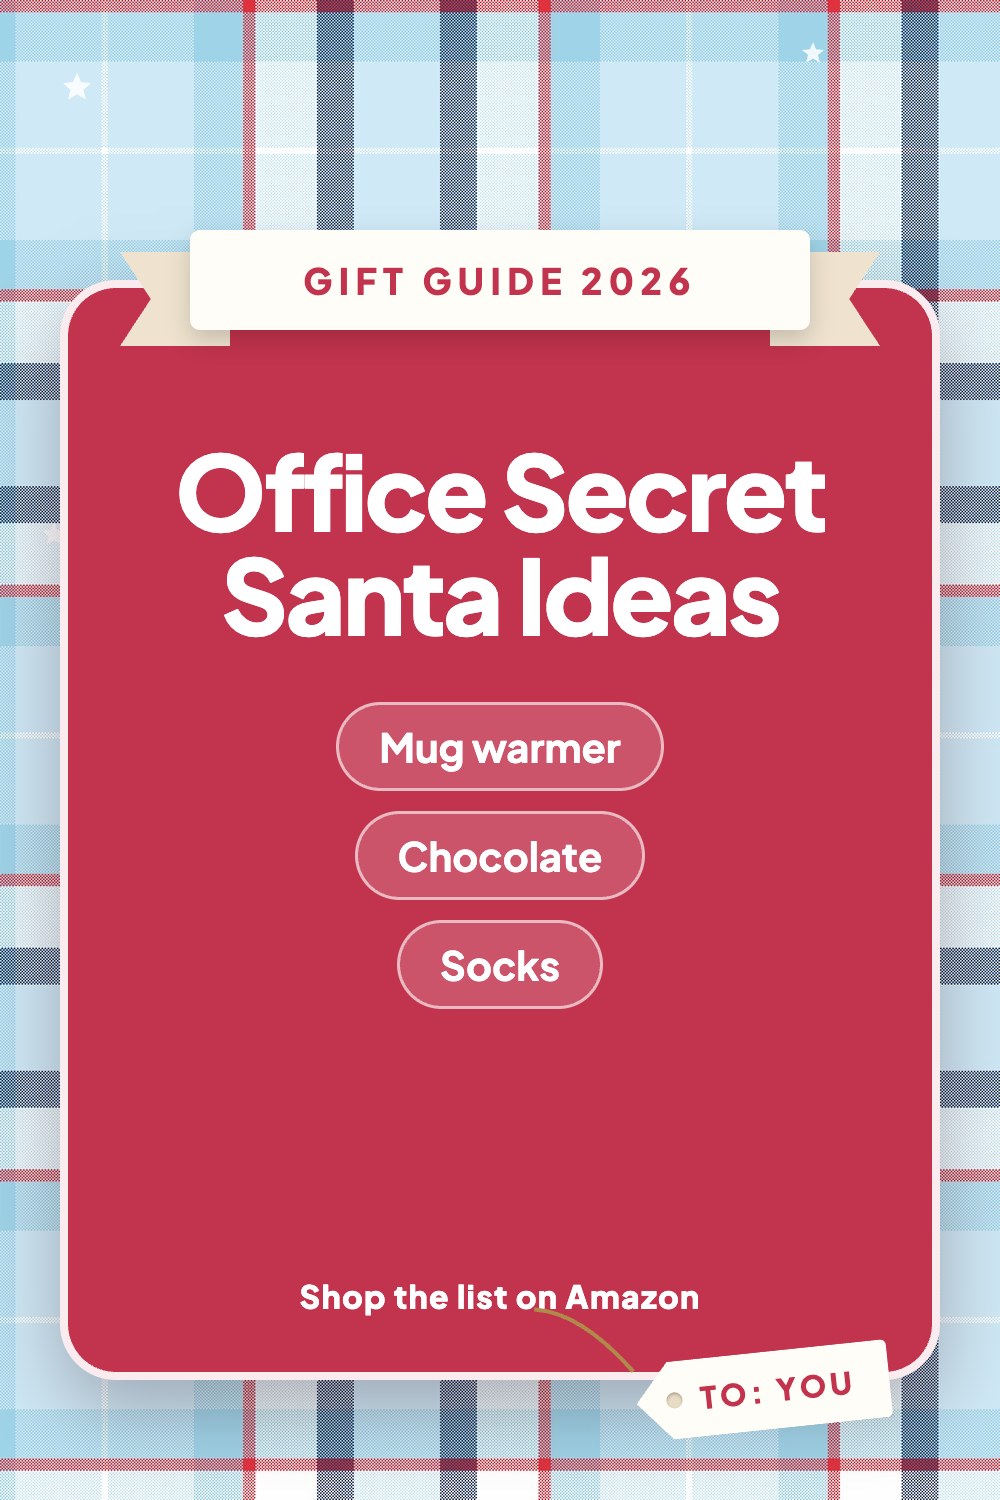 GIFT GUIDE 2026
Office Secret
Santa Ideas
Mug warmer
Chocolate
Socks
Shop the list on Amazon
TO: YOU